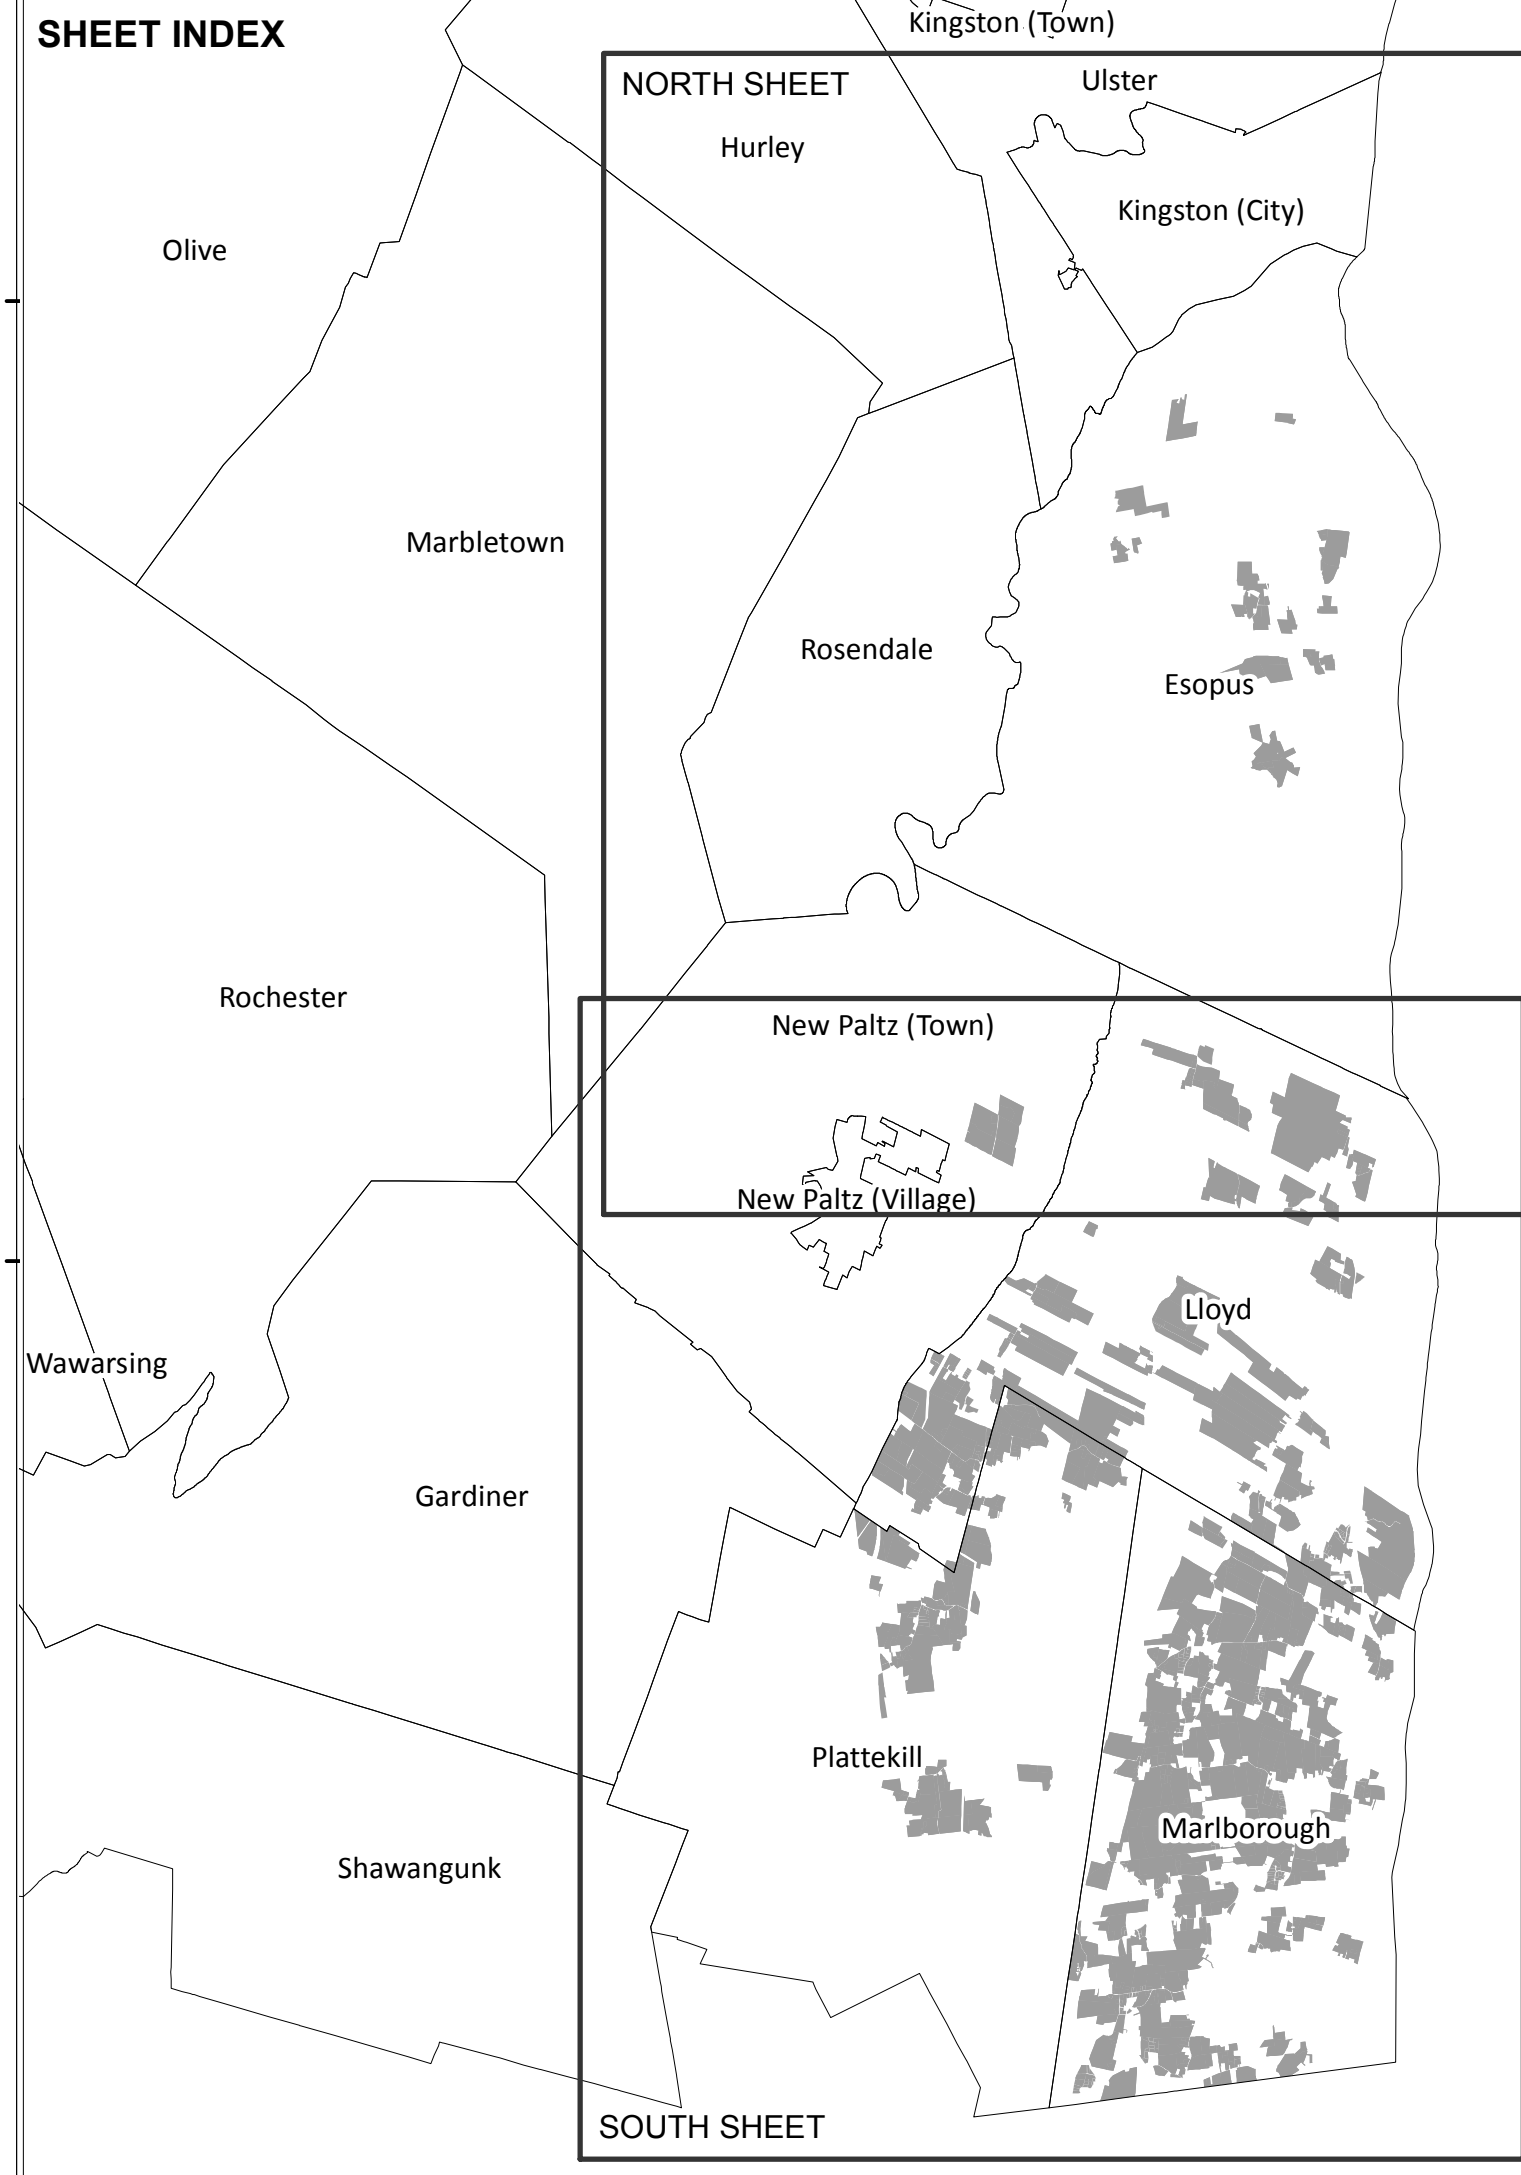 SHEET INDEX
Kingston (Town)
NORTH SHEET
Ulster
Hurley
Kingston (City)
Olive
Marbletown
Rosendale
Esopus
Rochester
New Paltz (Town)
New Paltz (Village)
Lloyd
Wawarsing
Gardiner
Plattekill
Marlborough
Shawangunk
SOUTH SHEET